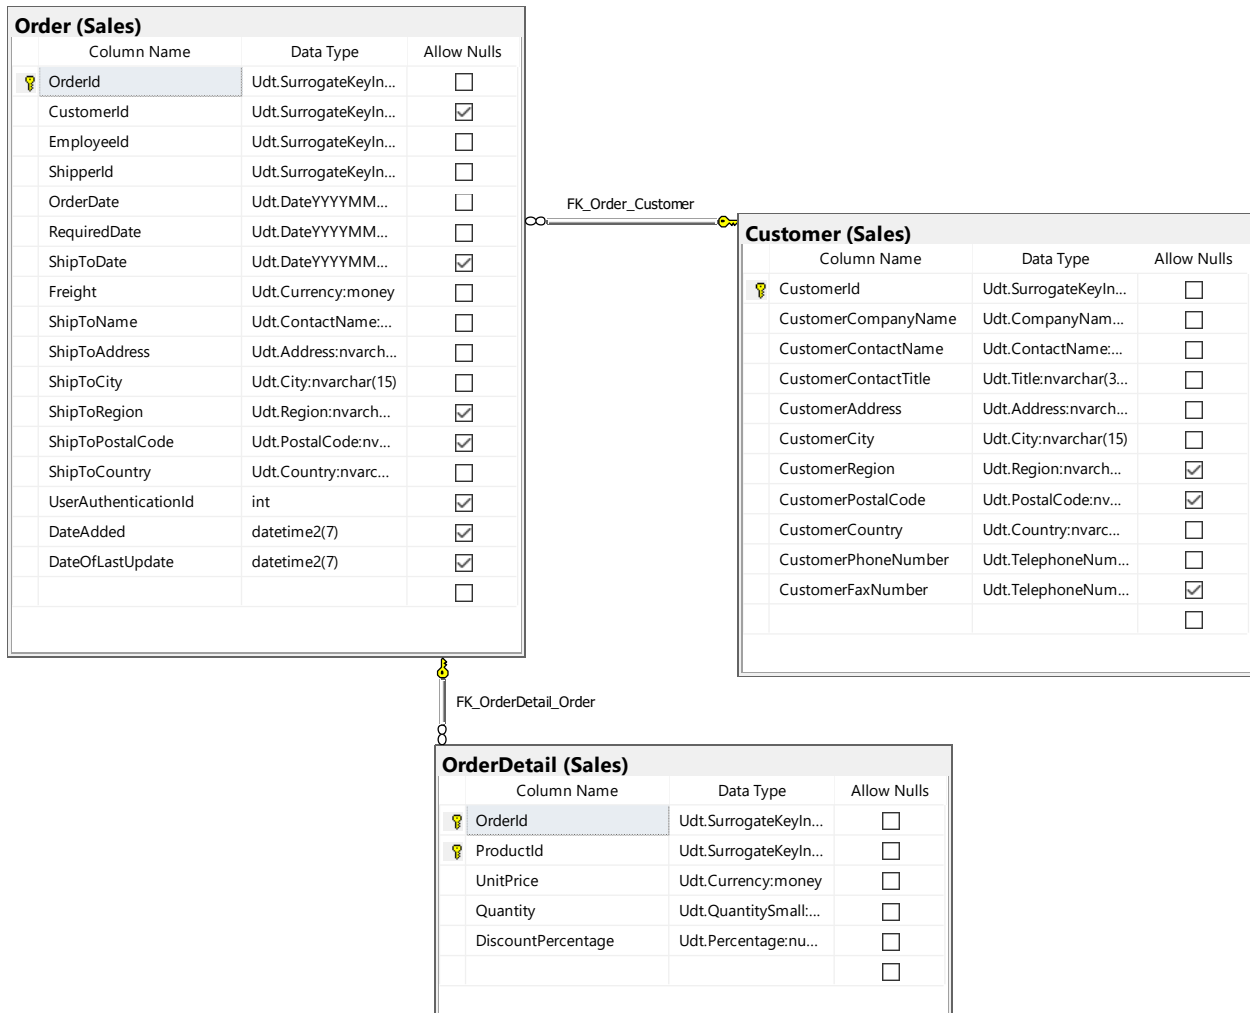 Order (Sales)
Column Name Data Type Allow Nulls
OrderId Udt.SurrogateKeyIn...
CustomerId Udt.SurrogateKeyIn...
EmployeeId Udt.SurrogateKeyIn...
ShipperId Udt.SurrogateKeyIn...
OrderDate Udt.DateYYYYMM...
RequiredDate Udt.DateYYYYMM...
ShipToDate Udt.DateYYYYMM...
Freight Udt.Currency:money
ShipToName Udt.ContactName:...
ShipToAddress Udt.Address:nvarch...
ShipToCity Udt.City:nvarchar(15)
ShipToRegion Udt.Region:nvarch...
ShipToPostalCode Udt.PostalCode:nv...
ShipToCountry Udt.Country:nvarc...
UserAuthenticationId int
DateAdded datetime2(7)
DateOfLastUpdate datetime2(7)
FK_Order_Customer
Customer (Sales)
Column Name Data Type Allow Nulls
CustomerId Udt.SurrogateKeyIn...
CustomerCompanyName Udt.CompanyNam...
CustomerContactName Udt.ContactName:...
CustomerContactTitle Udt.Title:nvarchar(3...
CustomerAddress Udt.Address:nvarch...
CustomerCity Udt.City:nvarchar(15)
CustomerRegion Udt.Region:nvarch...
CustomerPostalCode Udt.PostalCode:nv...
CustomerCountry Udt.Country:nvarc...
CustomerPhoneNumber Udt.TelephoneNum...
CustomerFaxNumber Udt.TelephoneNum...
FK_OrderDetail_Order
OrderDetail (Sales)
Column Name Data Type Allow Nulls
OrderId Udt.SurrogateKeyIn...
ProductId Udt.SurrogateKeyIn...
UnitPrice Udt.Currency:money
Quantity Udt.QuantitySmall:...
DiscountPercentage Udt.Percentage:nu...